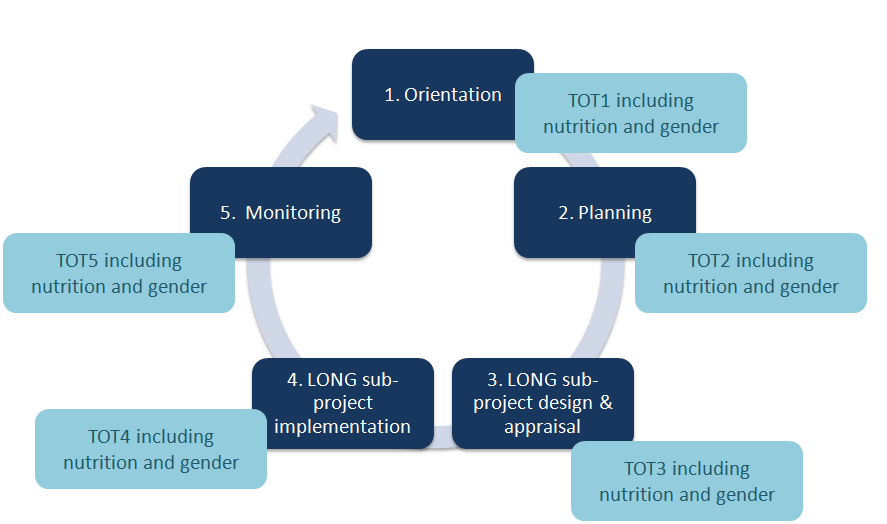 1. Orientation
TOT1 including
nutrition and gender
2. Planning
TOT2 including
nutrition and gender
3. LONG sub-
project design &
appraisal
TOT3 including
nutrition and gender
4. LONG sub-
project
implementation
TOT4 including
nutrition and gender
5.  Monitoring
TOT5 including
nutrition and gender